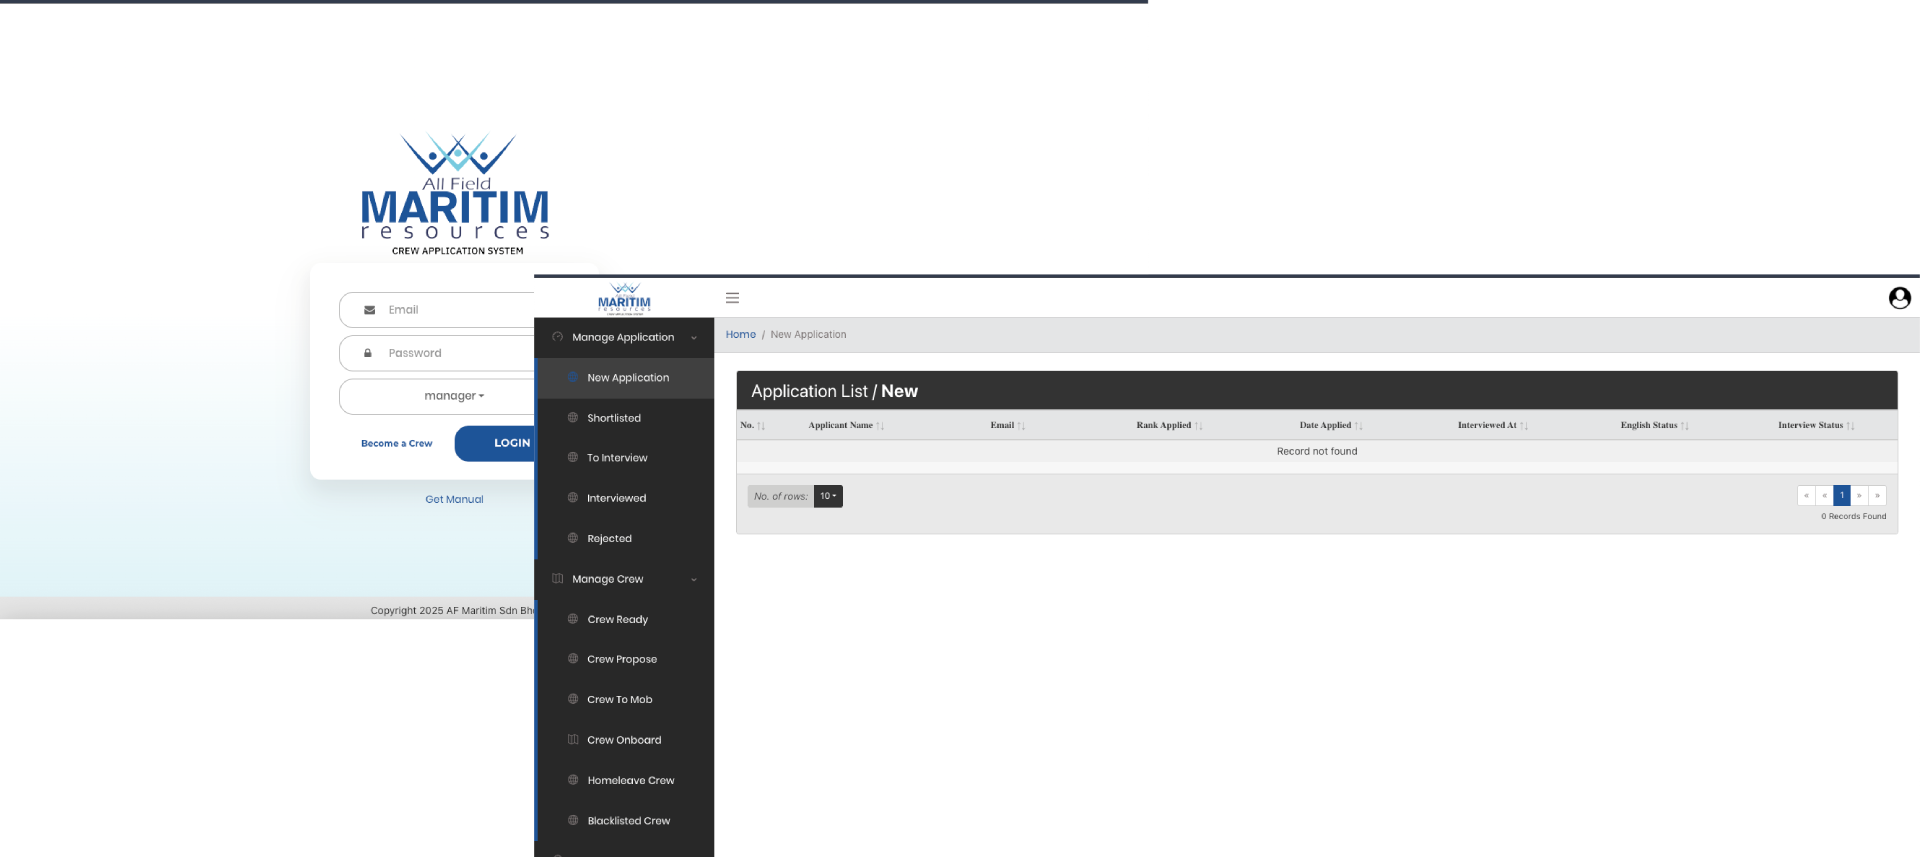 All Field
MARITIM
resources
CREW APPLICATION SYSTEM
Email
Password
manager
Become a Crew
LOGIN
Get Manual
Copyright 2025 AF Maritim Sdn Bh
MARITIM
resources
Manage Application
New Application
Shortlisted
To Interview
Interviewed
Rejected
Manage Crew
Crew Ready
Crew Propose
Crew To Mob
Crew Onboard
Homeleave Crew
Blacklisted Crew
Home / New Application
Application List / New
No. ↑↓ Applicant Name ↑↓ Email ↑↓ Rank Applied ↑↓ Date Applied ↑↓ Interviewed At ↑↓ English Status ↑↓ Interview Status ↑↓
Record not found
No. of rows: 10
« « 1 » »
0 Records Found